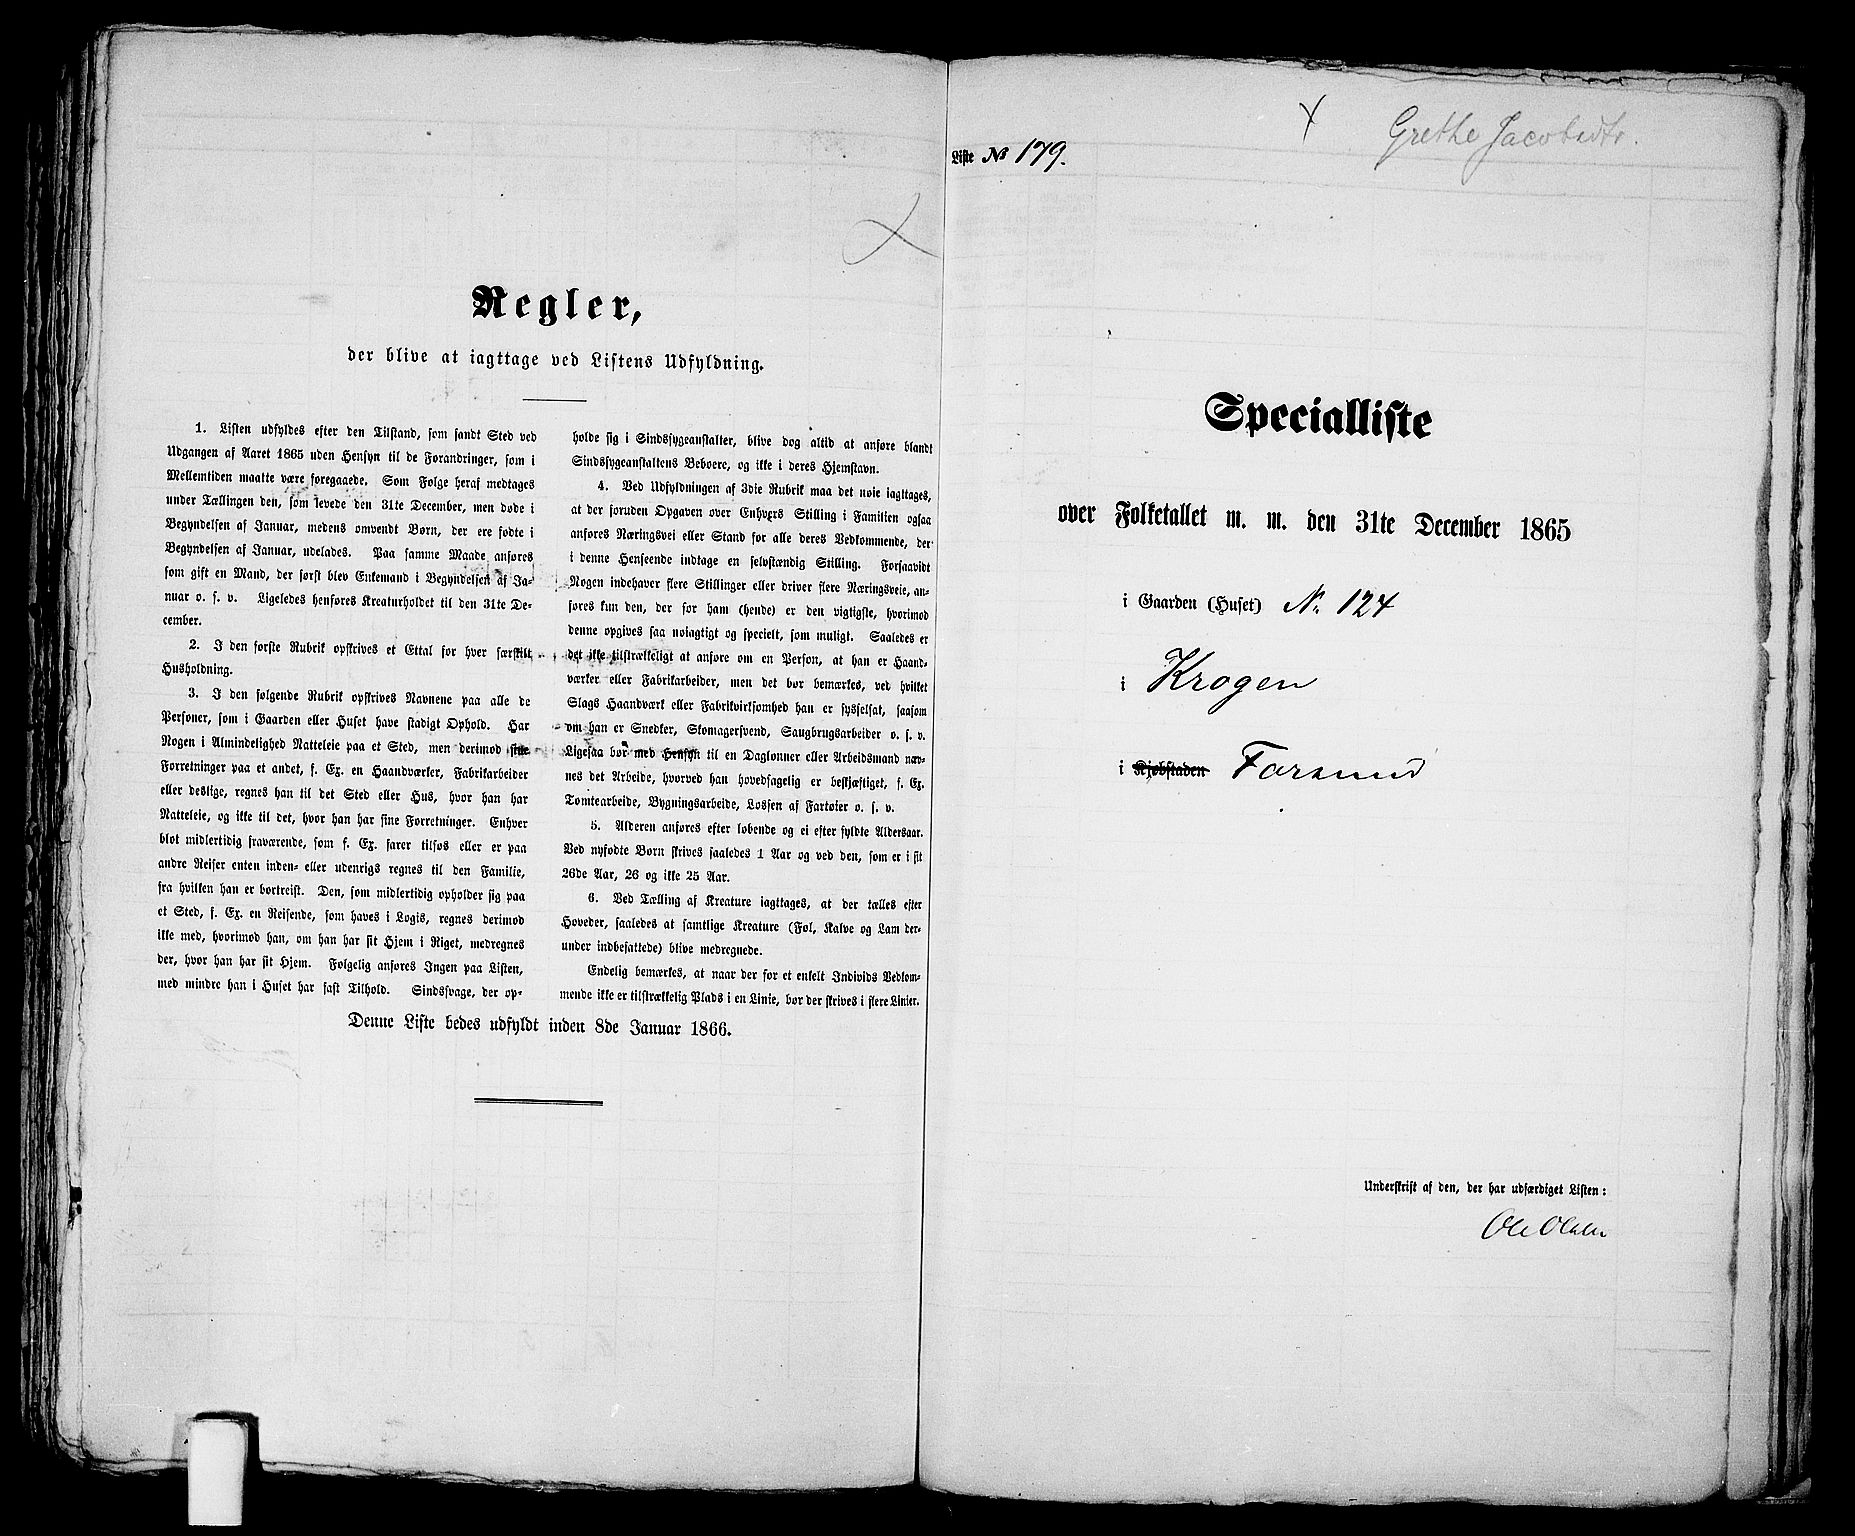 Regler,
der blive at iagttage ved Listens Udfyldning.
1. Listen udfyldes efter den Tilstand, som fandt Sted ved
Udgangen af Aaret 1865 uden Hensyn til de Forandringer, som i
Mellemtiden maatte være foregaaede. Som Følge heraf medtages
under Tællingen den, som levede den 31te December, men døde i
Begyndelsen af Januar, medens omvendt Børn, der ere fødte i
Begyndelsen af Januar, udelades. Paa samme Maade anføres
som gift en Mand, der først blev Enkemand i Begyndelsen af Ja-
nuar o. s. v. Ligeledes henføres Kreaturholdet til den 31te De-
cember.
2. I den første Rubrik opskrives et Ettal for hver særskilt
Husholdning.
3. I den følgende Rubrik opskrives Navnene paa alle de
Personer, som i Gaarden eller Huset have stadigt Ophold. Har
Nogen i Almindelighed Natteleie paa et Sted, men derimod sine
Forretninger paa et andet, f. Ex. en Haandværker, Fabrikarbeider
eller deslige, regnes han til det Sted eller Hus, hvor han har
Natteleie, og ikke til det, hvor han har sine Forretninger. Enhver
blot midlertidig fraværende, som f. Ex. farer tilsøs eller er paa
andre Reiser enten inden- eller udenrigs regnes til den Familie,
fra hvilken han er bortreist. Den, som midlertidig opholder sig paa
et Sted, f. Ex. en Reisende, som haves i Logis, regnes derimod
ikke med, hvorimod han, om han har sit Hjem i Riget, medregnes
der, hvor han har sit Hjem. Følgelig anføres Ingen paa Listen,
med mindre han i Huset har fast Tilhold. Sindssvage, der op-
holde sig i Sindssygeanstalter, blive dog altid at anføre blandt
Sindssygeanstaltens Beboere, og ikke i deres Hjemstavn.
4. Ved Udfyldningen af 3die Rubrik maa det nøie iagttages,
at der foruden Opgaven over Enhvers Stilling i Familien ogsaa
anføres Næringsvei eller Stand for alle deres Vedkommende, der
i denne Henseende indtage en selvstændig Stilling. Forsaavidt
Nogen indehaver flere Stillinger eller driver flere Næringsveie, an-
føres kun den, der for ham (hende) er den vigtigste, hvorimod
denne opgives saa nøiagtigt og specielt, som muligt. Saaledes er
det ikke tilstrækkeligt at anføre om en Person, at han er Haand-
værker eller Fabrikarbeider, men det bør bemærkes, ved hvilket
Slags Haandværk eller Fabrikvirksomhed han er sysselsat, saasom
om han er Snedker, Skomagersvend, Saugbrugsarbeider o. s. v.
Ligesaa bør med Hensyn til en Daglønner eller Arbeidsmand næv-
nes det Arbeide, hvorved han hovedsagelig er beskjæftiget, f. Ex.
Tomtearbeide, Bygningsarbeide, Lossen af Fartøier o. s. v.
5. Alderen anføres efter løbende og ei efter fyldte Aldersaar.
Ved nyfødte Børn skrives saaledes 1 Aar og ved den, som er i sit
26de Aar, 26 og ikke 25 Aar.
6. Ved Tælling af Kreature iagttages, at der tælles efter
Hoveder, saaledes at samtlige Kreature (Føl, Kalve og Lam der-
under indbefattede) blive medregnede.
Endelig bemærkes, at naar der for et enkelt Individs Vedkom-
mende ikke er tilstrækkelig Plads i en Linie, bør der skrives i flere Linier.
Denne Liste bedes udfyldt inden 8de Januar 1866.
Grethe Jacobsdtr.
Liste № 179.
Specialliste
over Folketallet m. m. den 31te December 1865
i Gaarden (Huset) No 124
i Krogen
i Kjøbstaden Farsund
Underskrift af den, der har udfærdiget Listen:
Ole Olsen